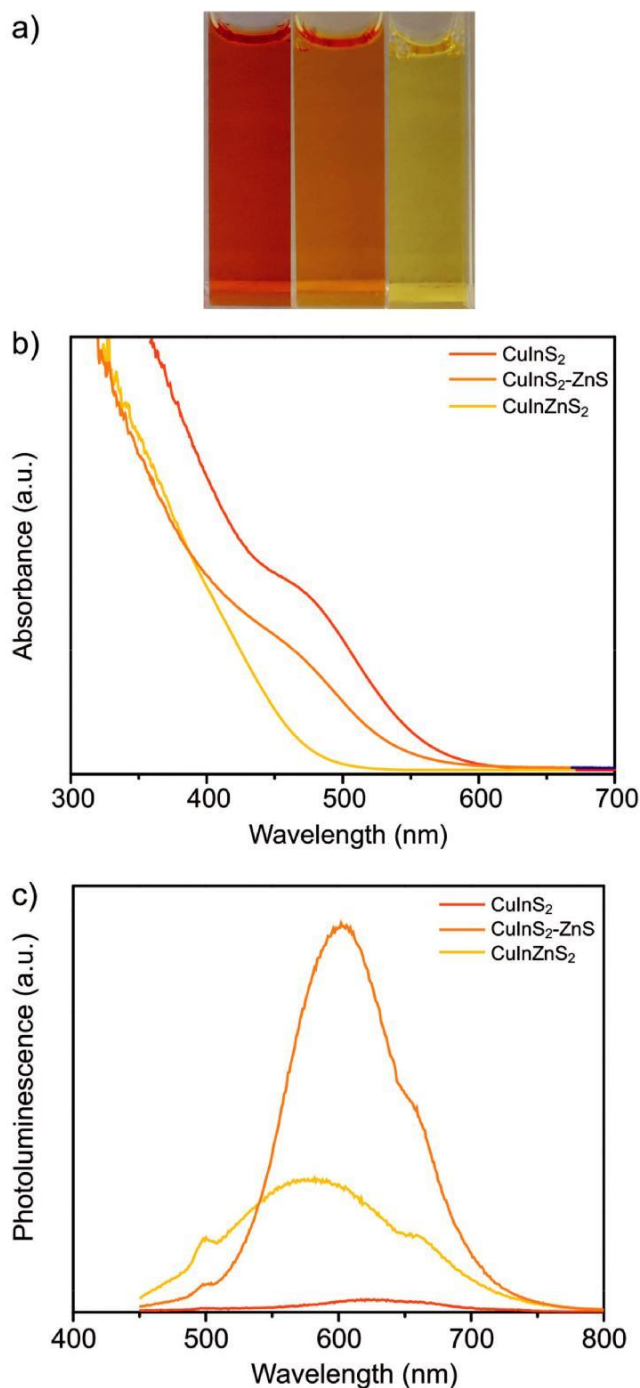 a)
b)
CuInS₂
CuInS₂-ZnS
CuInZnS₂
Absorbance (a.u.)
300 400 500 600 700
Wavelength (nm)
c)
CuInS₂
CuInS₂-ZnS
CuInZnS₂
Photoluminescence (a.u.)
400 500 600 700 800
Wavelength (nm)